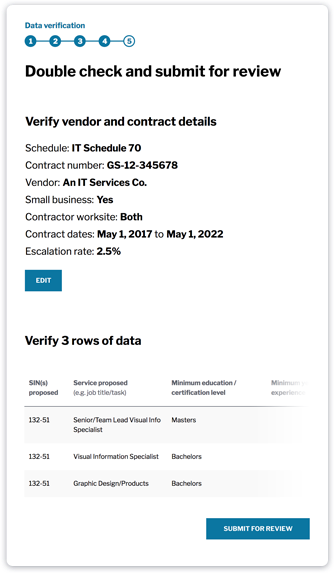 Data verification
1 2 3 4 5
Double check and submit for review
Verify vendor and contract details
Schedule: IT Schedule 70
Contract number: GS-12-345678
Vendor: An IT Services Co.
Small business: Yes
Contractor worksite: Both
Contract dates: May 1, 2017 to May 1, 2022
Escalation rate: 2.5%
EDIT
Verify 3 rows of data
SIN(s) Service proposed Minimum education / Minimum
proposed (e.g. job title/task) certification level
132-51 Senior/Team Lead Visual Info Masters
Specialist
132-51 Visual Information Specialist Bachelors
132-51 Graphic Design/Products Bachelors
SUBMIT FOR REVIEW